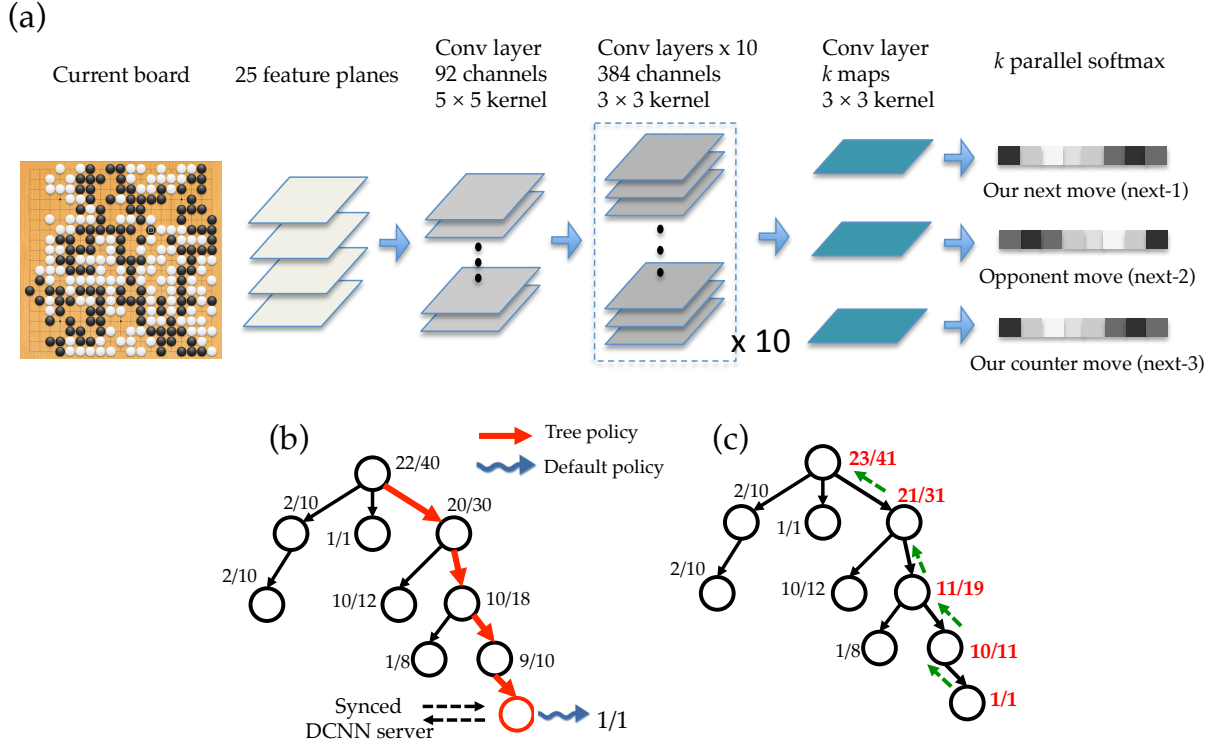 (a)
Current board
25 feature planes
Conv layer
92 channels
5 × 5 kernel
Conv layers x 10
384 channels
3 × 3 kernel
Conv layer
k maps
3 × 3 kernel
k parallel softmax
x 10
Our next move (next-1)
Opponent move (next-2)
Our counter move (next-3)
(b)
Tree policy
Default policy
22/40
2/10
1/1
20/30
2/10
10/12
10/18
1/8
9/10
Synced
DCNN server
1/1
(c)
23/41
2/10
1/1
21/31
2/10
10/12
11/19
1/8
10/11
1/1